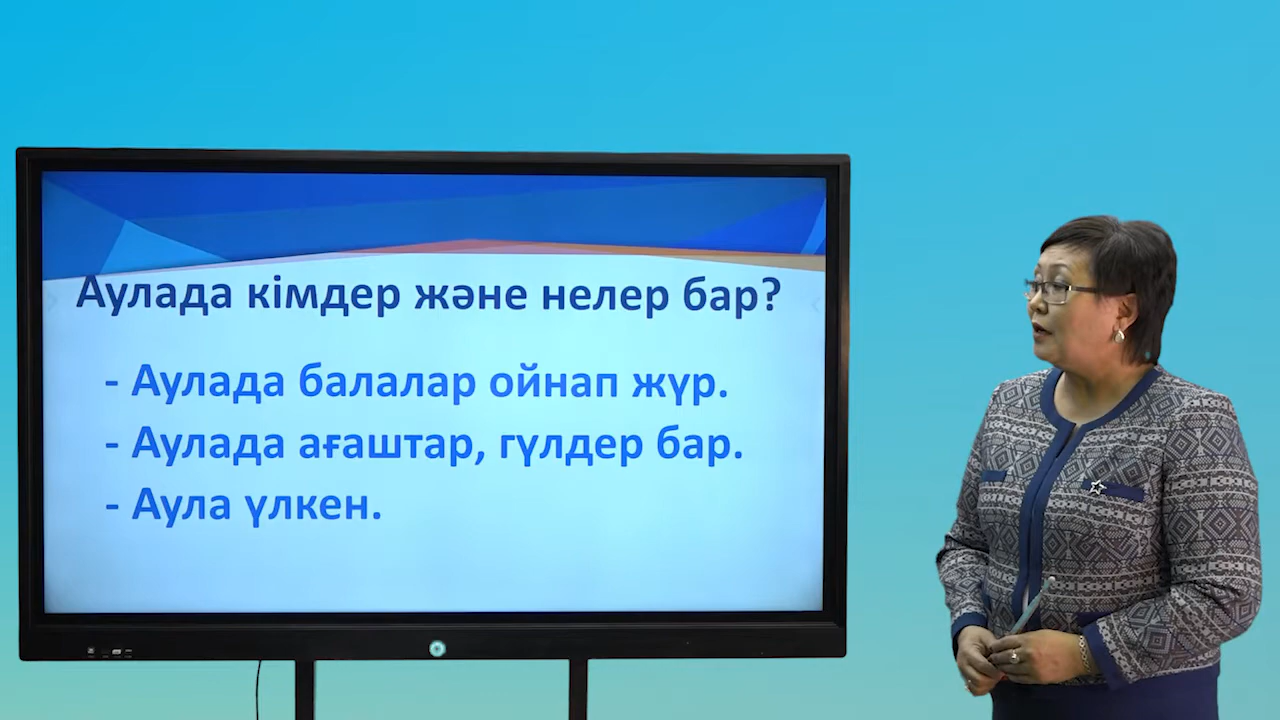 Аулада кімдер және нелер бар?
- Аулада балалар ойнап жүр.
- Аулада ағаштар, гүлдер бар.
- Аула үлкен.